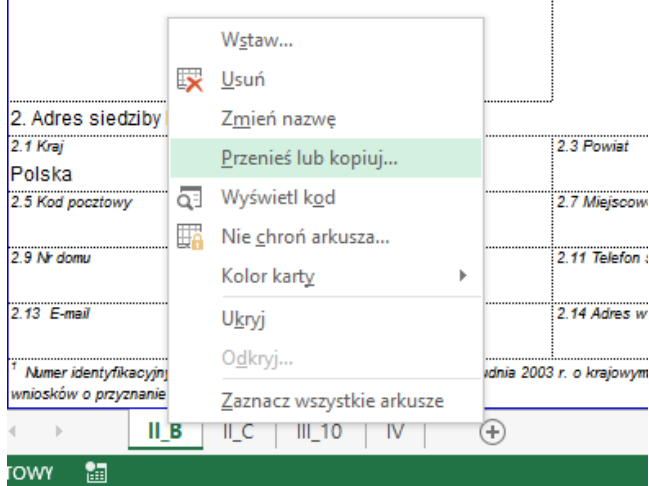 Wstaw...
Usuń
Zmień nazwę
Przenieś lub kopiuj...
Wyświetl kod
Nie chroń arkusza...
Kolor karty
Ukryj
Odkryj...
Zaznacz wszystkie arkusze
2. Adres siedziby
2.1 Kraj
2.3 Powiat
Polska
2.5 Kod pocztowy
2.7 Miejscow
2.9 Nr domu
2.11 Telefon s
2.13 E-mail
2.14 Adres w
1 Numer identyfikacyjny udnia 2003 r. o krajowym
wniosków o przyznanie
II_B II_C III_10 IV
TOWY